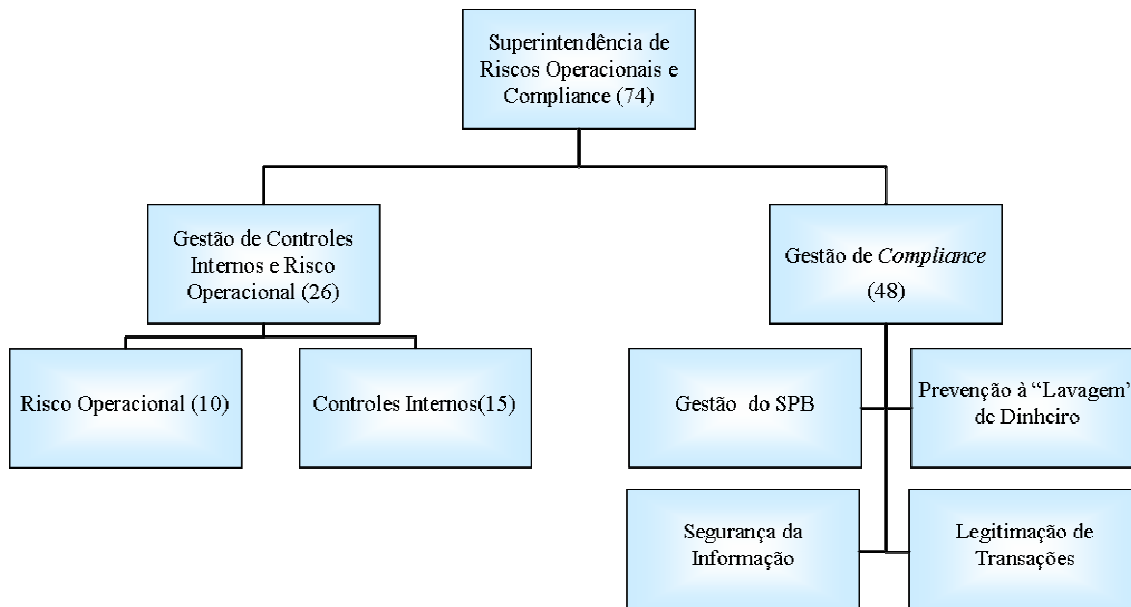 Superintendência de
Riscos Operacionais e
Compliance (74)
Gestão de Controles
Internos e Risco
Operacional (26)
Gestão de Compliance
(48)
Risco Operacional (10)
Controles Internos(15)
Gestão do SPB
Prevenção à “Lavagem”
de Dinheiro
Segurança da
Informação
Legitimação de
Transações